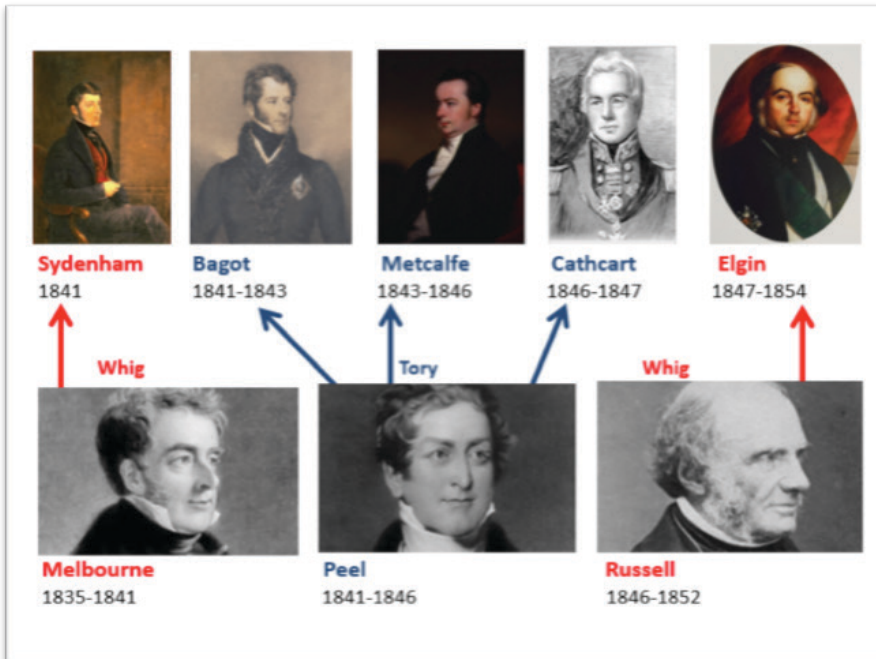 Sydenham Bagot Metcalfe Cathcart Elgin
1841 1841-1843 1843-1846 1846-1847 1847-1854
Whig Tory Whig
Melbourne Peel Russell
1835-1841 1841-1846 1846-1852